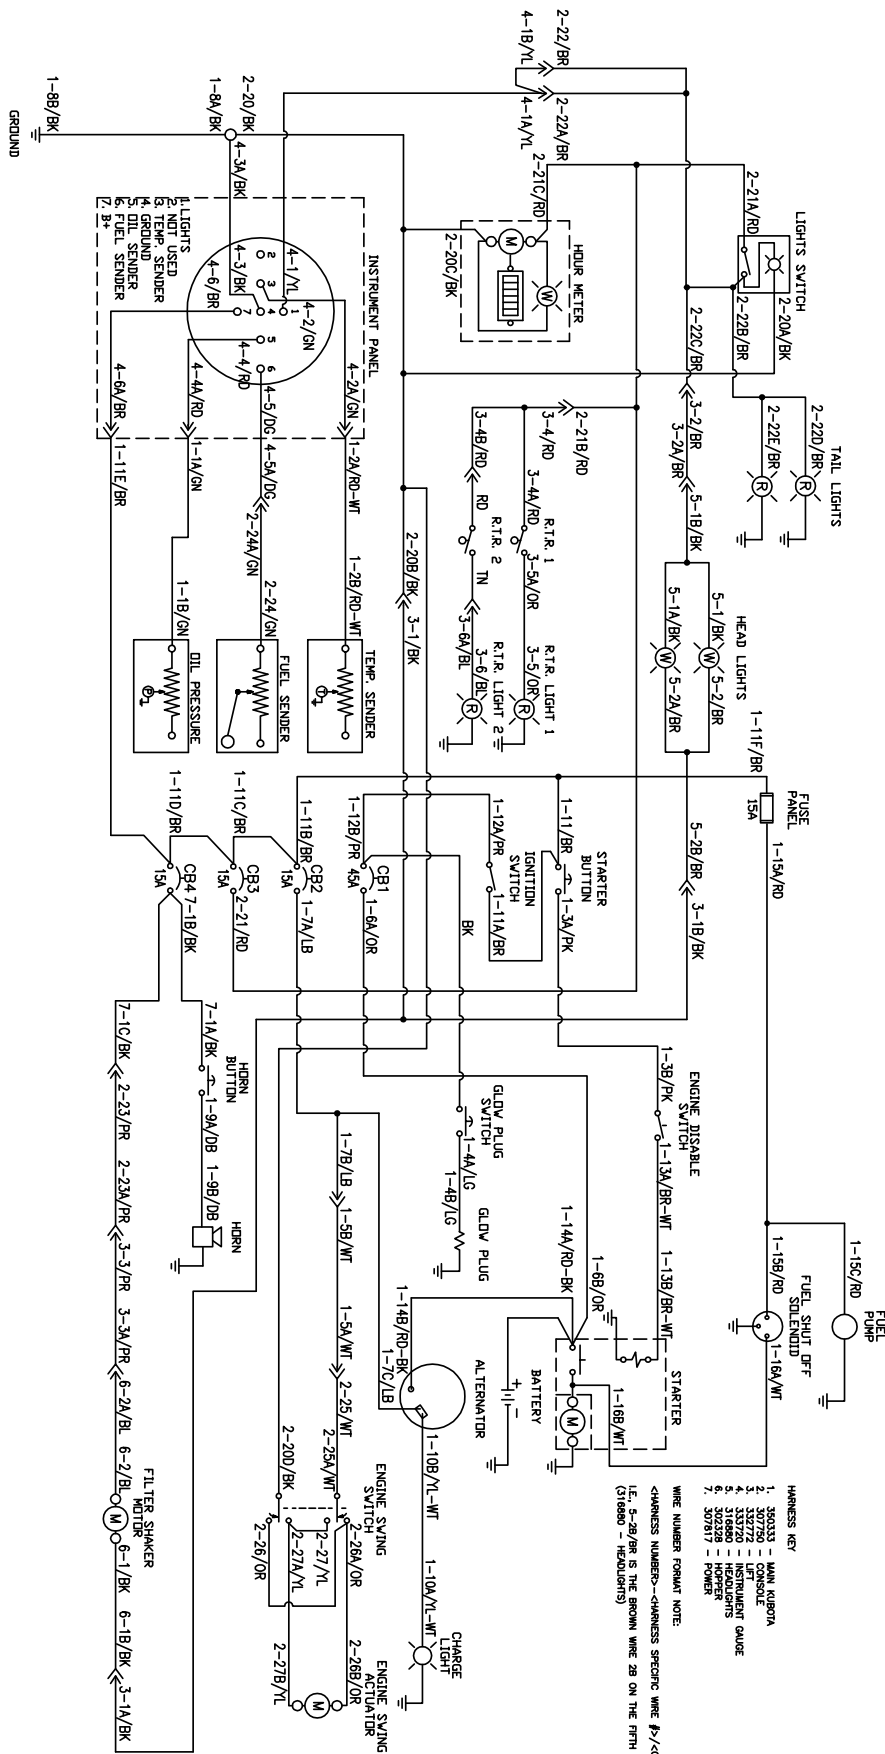 GROUND
1-8B/BK
1-8A/BK
2-20/BK
4-3A/BK
4-1B/YL
2-22/BR
4-1A/YL
2-22A/BR
2-21C/RD
2-21A/RD
LIGHTS SWITCH
2-20A/BK
2-22B/BR
HOUR METER
M
W
2-20C/BK
1. LIGHTS
2. NOT USED
3. TEMP. SENDER
4. GROUND
5. OIL SENDER
6. FUEL SENDER
7. B+
INSTRUMENT PANEL
4-1/YL
4-2/GN
4-3/BK
4-6/BR
4-4/RD
4-5/DG
1
2
3
4
5
6
7
4-6A/BR
4-4A/RD
4-5A/DG
4-2A/GN
1-11E/BR
1-1A/GN
2-24A/GN
1-2A/RD-WT
1-1B/GN
2-24/GN
1-2B/RD-WT
OIL PRESSURE
P
FUEL SENDER
TEMP. SENDER
T
2-22C/BR
3-2/BR
3-2A/BR
5-1B/BK
2-22E/BR
2-22D/BR
TAIL LIGHTS
R
R
3-4B/RD
3-4/RD
2-21B/RD
RD
3-4A/RD
R.T.R. 2
R.T.R. 1
TN
3-5A/OR
3-6A/BL
3-6/BL
3-5/OR
R.T.R. LIGHT 2
R.T.R. LIGHT 1
R
R
2-20B/BK
3-1/BK
5-1A/BK
5-1/BK
HEAD LIGHTS
W
W
5-2A/BR
5-2/BR
1-11F/BR
FUSE PANEL
15A
1-15A/RD
5-2B/BR
3-1B/BK
1-11D/BR
1-11C/BR
1-11B/BR
1-12B/PR
1-12A/PR
1-11/BR
CB4
15A
CB3
15A
CB2
15A
CB1
45A
IGNITION SWITCH
STARTER BUTTON
7-1B/BK
2-21/RD
1-7A/LB
1-6A/OR
BK
1-11A/BR
1-3A/PK
7-1C/BK
7-1A/BK
HORN BUTTON
1-9A/DB
1-9B/DB
HORN
2-23/PR
2-23A/PR
3-3/PR
3-3A/PR
6-2A/BL
6-2/BL
FILTER SHAKER MOTOR
M
6-1/BK
6-1B/BK
3-1A/BK
1-7B/LB
1-5B/WT
1-5A/WT
2-25/WT
2-25A/WT
2-20D/BK
GLOW PLUG SWITCH
1-4A/LG
1-4B/LG
GLOW PLUG
1-3B/PK
ENGINE DISABLE SWITCH
1-13A/BR-WT
1-13B/BR-WT
1-14A/RD-BK
1-6B/OR
1-14B/RD-BK
1-7C/LB
ALTERNATOR
BATTERY
+
-
STARTER
M
1-16B/WT
1-15B/RD
1-15C/RD
FUEL PUMP
FUEL SHUT OFF SOLENOID
1-16A/WT
1-10B/YL-WT
1-10A/YL-WT
CHARGE LIGHT
ENGINE SWING SWITCH
2-26/OR
2-27A/YL
2-27/YL
2-26A/OR
2-27B/YL
2-26B/OR
M
ENGINE SWING ACTUATOR
HARNESS KEY
1. 350333 - MAIN KUBOTA
2. 307750 - CONSOLE
3. 332772 - LIFT
4. 333720 - INSTRUMENT GAUGE
5. 316880 - HEADLIGHTS
6. 302328 - HOPPER
7. 307817 - POWER
WIRE NUMBER FORMAT NOTE:
<HARNESS NUMBER>-<HARNESS SPECIFIC WIRE #>/<
I.E., 5-2B/BR IS THE BROWN WIRE 2B ON THE FIFTH
(316880 - HEADLIGHTS)